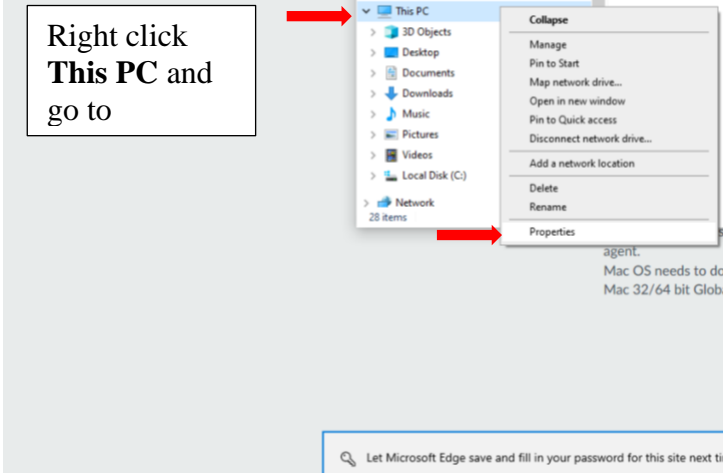 Right click
This PC and
go to
This PC
3D Objects
Desktop
Documents
Downloads
Music
Pictures
Videos
Local Disk (C:)
Network
28 items
Collapse
Manage
Pin to Start
Map network drive...
Open in new window
Pin to Quick access
Disconnect network drive...
Add a network location
Delete
Rename
Properties
agent.
Mac OS needs to do
Mac 32/64 bit Globa
Let Microsoft Edge save and fill in your password for this site next ti